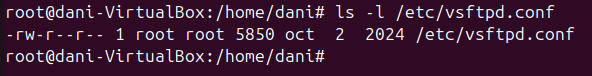 root@dani-VirtualBox:/home/dani# ls -l /etc/vsftpd.conf
-rw-r--r-- 1 root root 5850 oct  2  2024 /etc/vsftpd.conf
root@dani-VirtualBox:/home/dani#